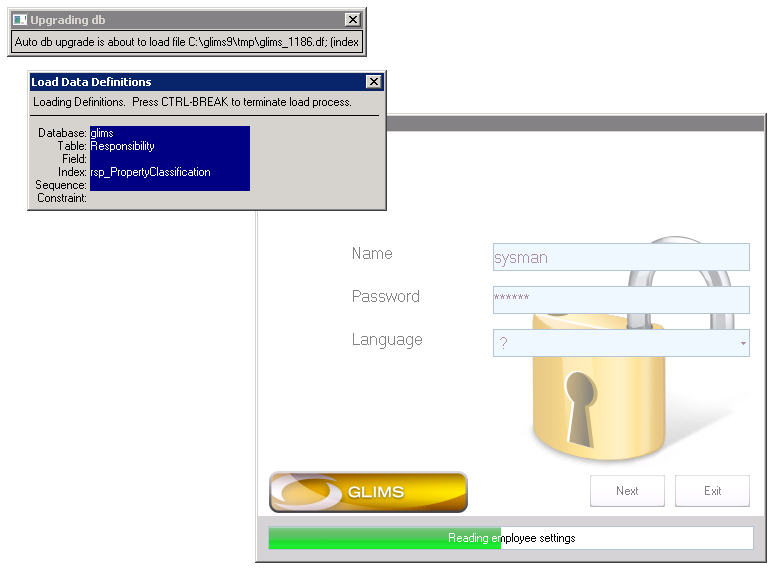 Upgrading db
Auto db upgrade is about to load file C:\glims9\tmp\glims_1186.df; (index
Load Data Definitions
Loading Definitions. Press CTRL-BREAK to terminate load process.
Database: glims
Table: Responsibility
Field:
Index: rsp_PropertyClassification
Sequence:
Constraint:
Name sysman
Password ******
Language ?
GLIMS
Next Exit
Reading employee settings